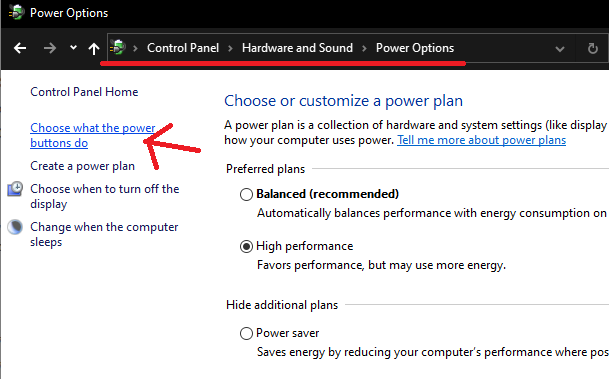 Power Options
Control Panel > Hardware and Sound > Power Options
Control Panel Home
Choose what the power
buttons do
Create a power plan
Choose when to turn off the
display
Change when the computer
sleeps
Choose or customize a power plan
A power plan is a collection of hardware and system settings (like display
how your computer uses power. Tell me more about power plans
Preferred plans
Balanced (recommended)
Automatically balances performance with energy consumption on
High performance
Favors performance, but may use more energy.
Hide additional plans
Power saver
Saves energy by reducing your computer's performance where pos